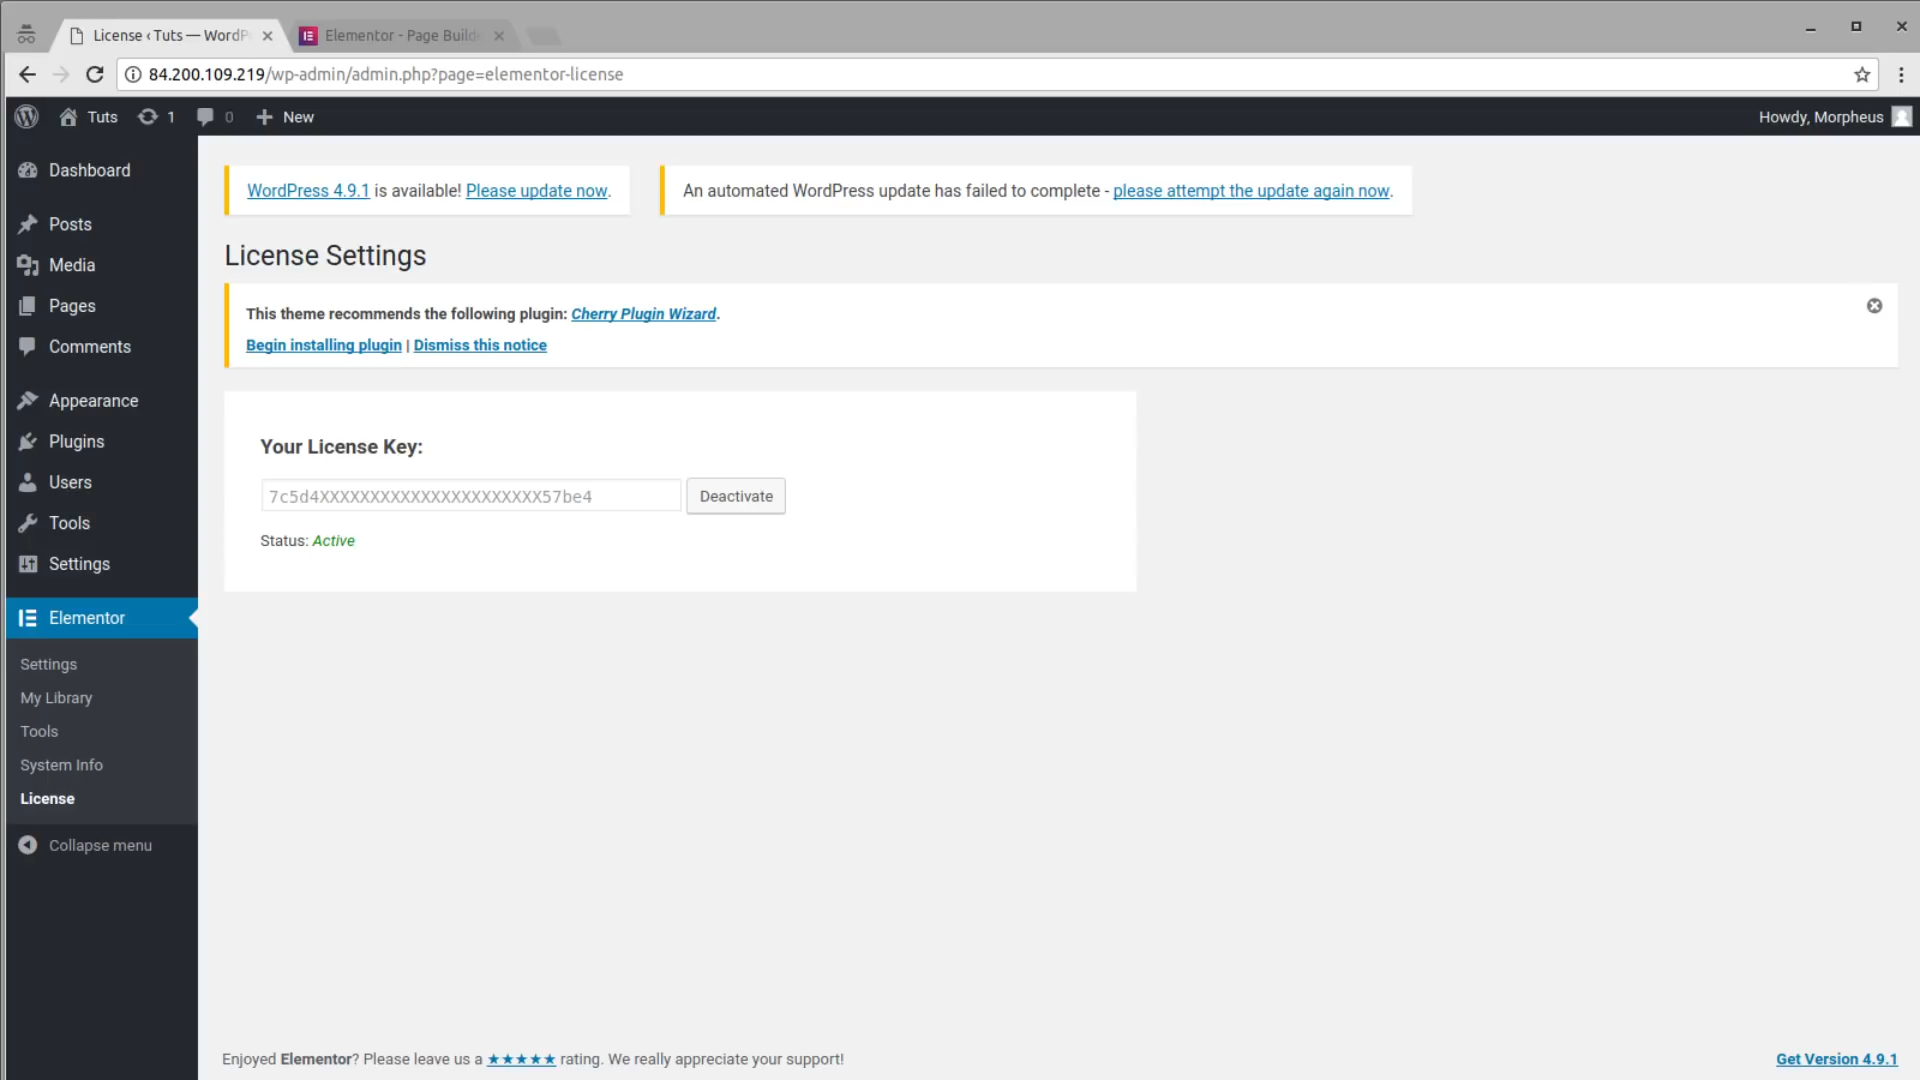 License ‹ Tuts — WordP
Elementor - Page Builde
84.200.109.219/wp-admin/admin.php?page=elementor-license
Tuts 1 0 New
Howdy, Morpheus
Dashboard
Posts
Media
Pages
Comments
Appearance
Plugins
Users
Tools
Settings
Elementor
Settings
My Library
Tools
System Info
License
Collapse menu
WordPress 4.9.1 is available! Please update now.
An automated WordPress update has failed to complete - please attempt the update again now.
License Settings
This theme recommends the following plugin: Cherry Plugin Wizard.
Begin installing plugin | Dismiss this notice
Your License Key:
7c5d4XXXXXXXXXXXXXXXXXXXXXX57be4
Deactivate
Status: Active
Enjoyed Elementor? Please leave us a ★★★★★ rating. We really appreciate your support!
Get Version 4.9.1